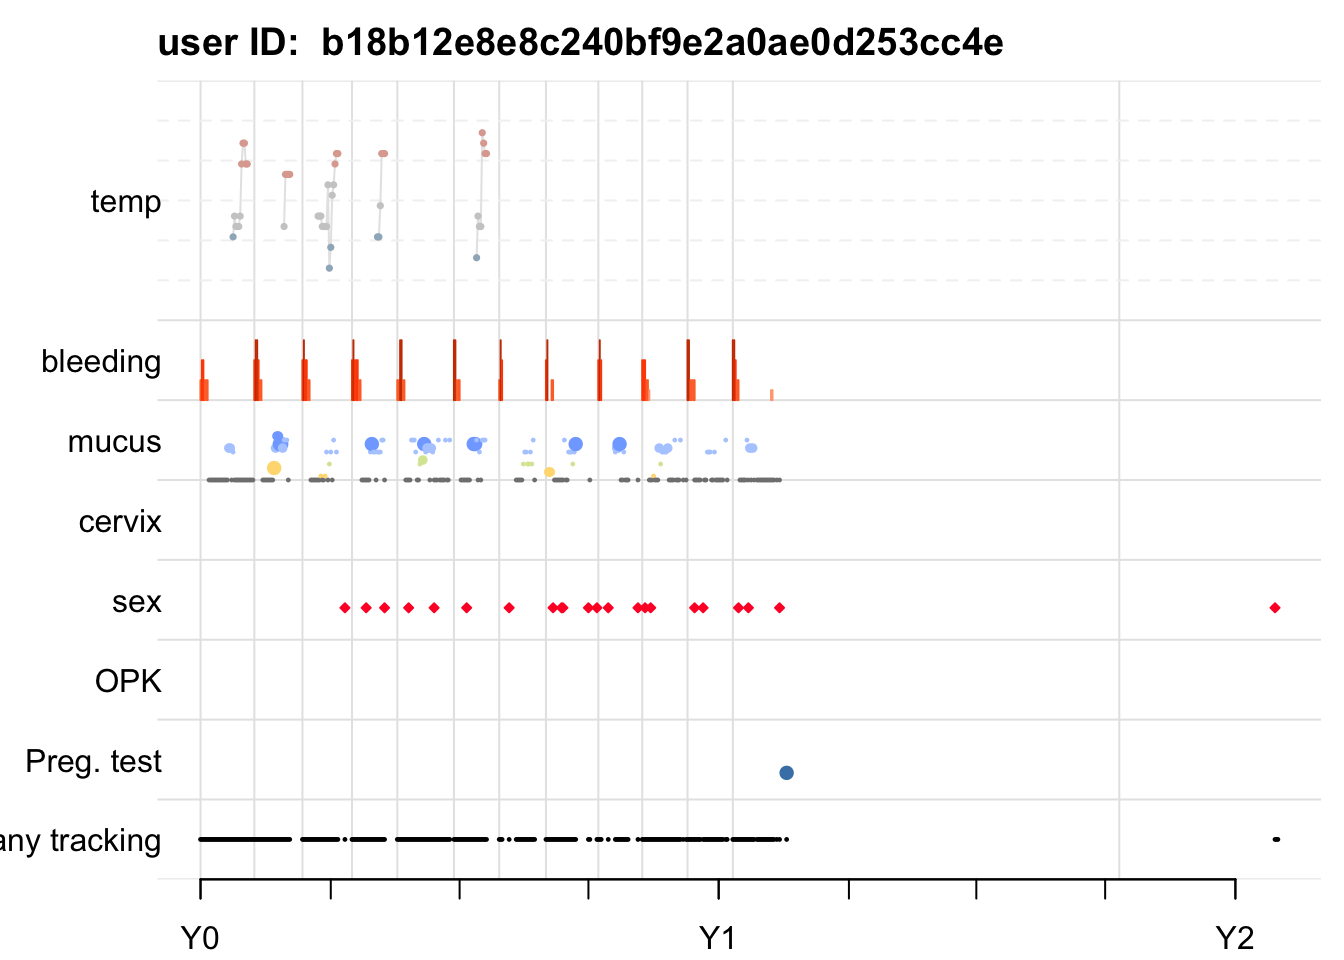 user ID:  b18b12e8e8c240bf9e2a0ae0d253cc4e
temp
bleeding
mucus
cervix
sex
OPK
Preg. test
any tracking
Y0 Y1 Y2